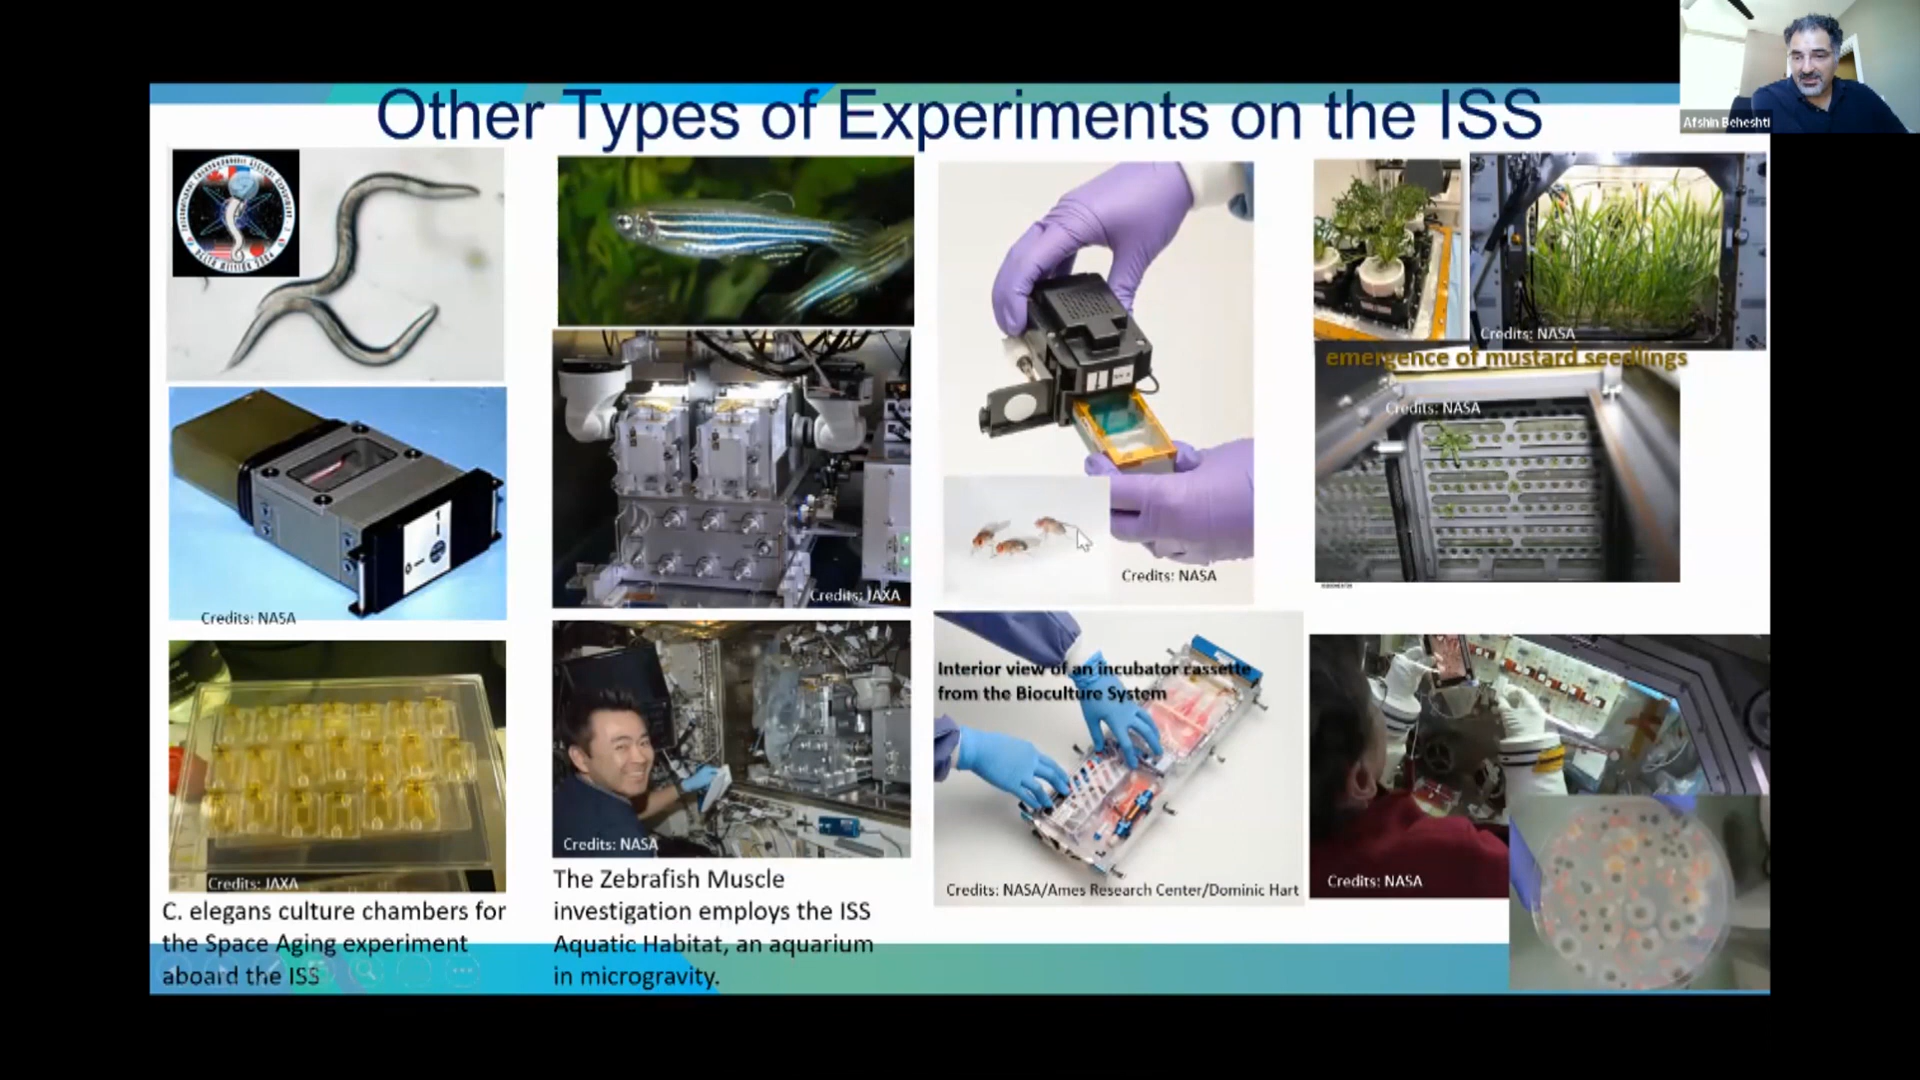 Other Types of Experiments on the ISS
Afshin Beheshti
Credits: NASA
emergence of mustard seedlings
Credits: NASA
Credits: NASA
Credits: JAXA
Credits: NASA
Interior view of an incubator cassette
from the Bioculture System
Credits: NASA
Credits: JAXA
Credits: NASA
Credits: NASA/Ames Research Center/Dominic Hart
C. elegans culture chambers for
the Space Aging experiment
aboard the ISS
The Zebrafish Muscle
investigation employs the ISS
Aquatic Habitat, an aquarium
in microgravity.